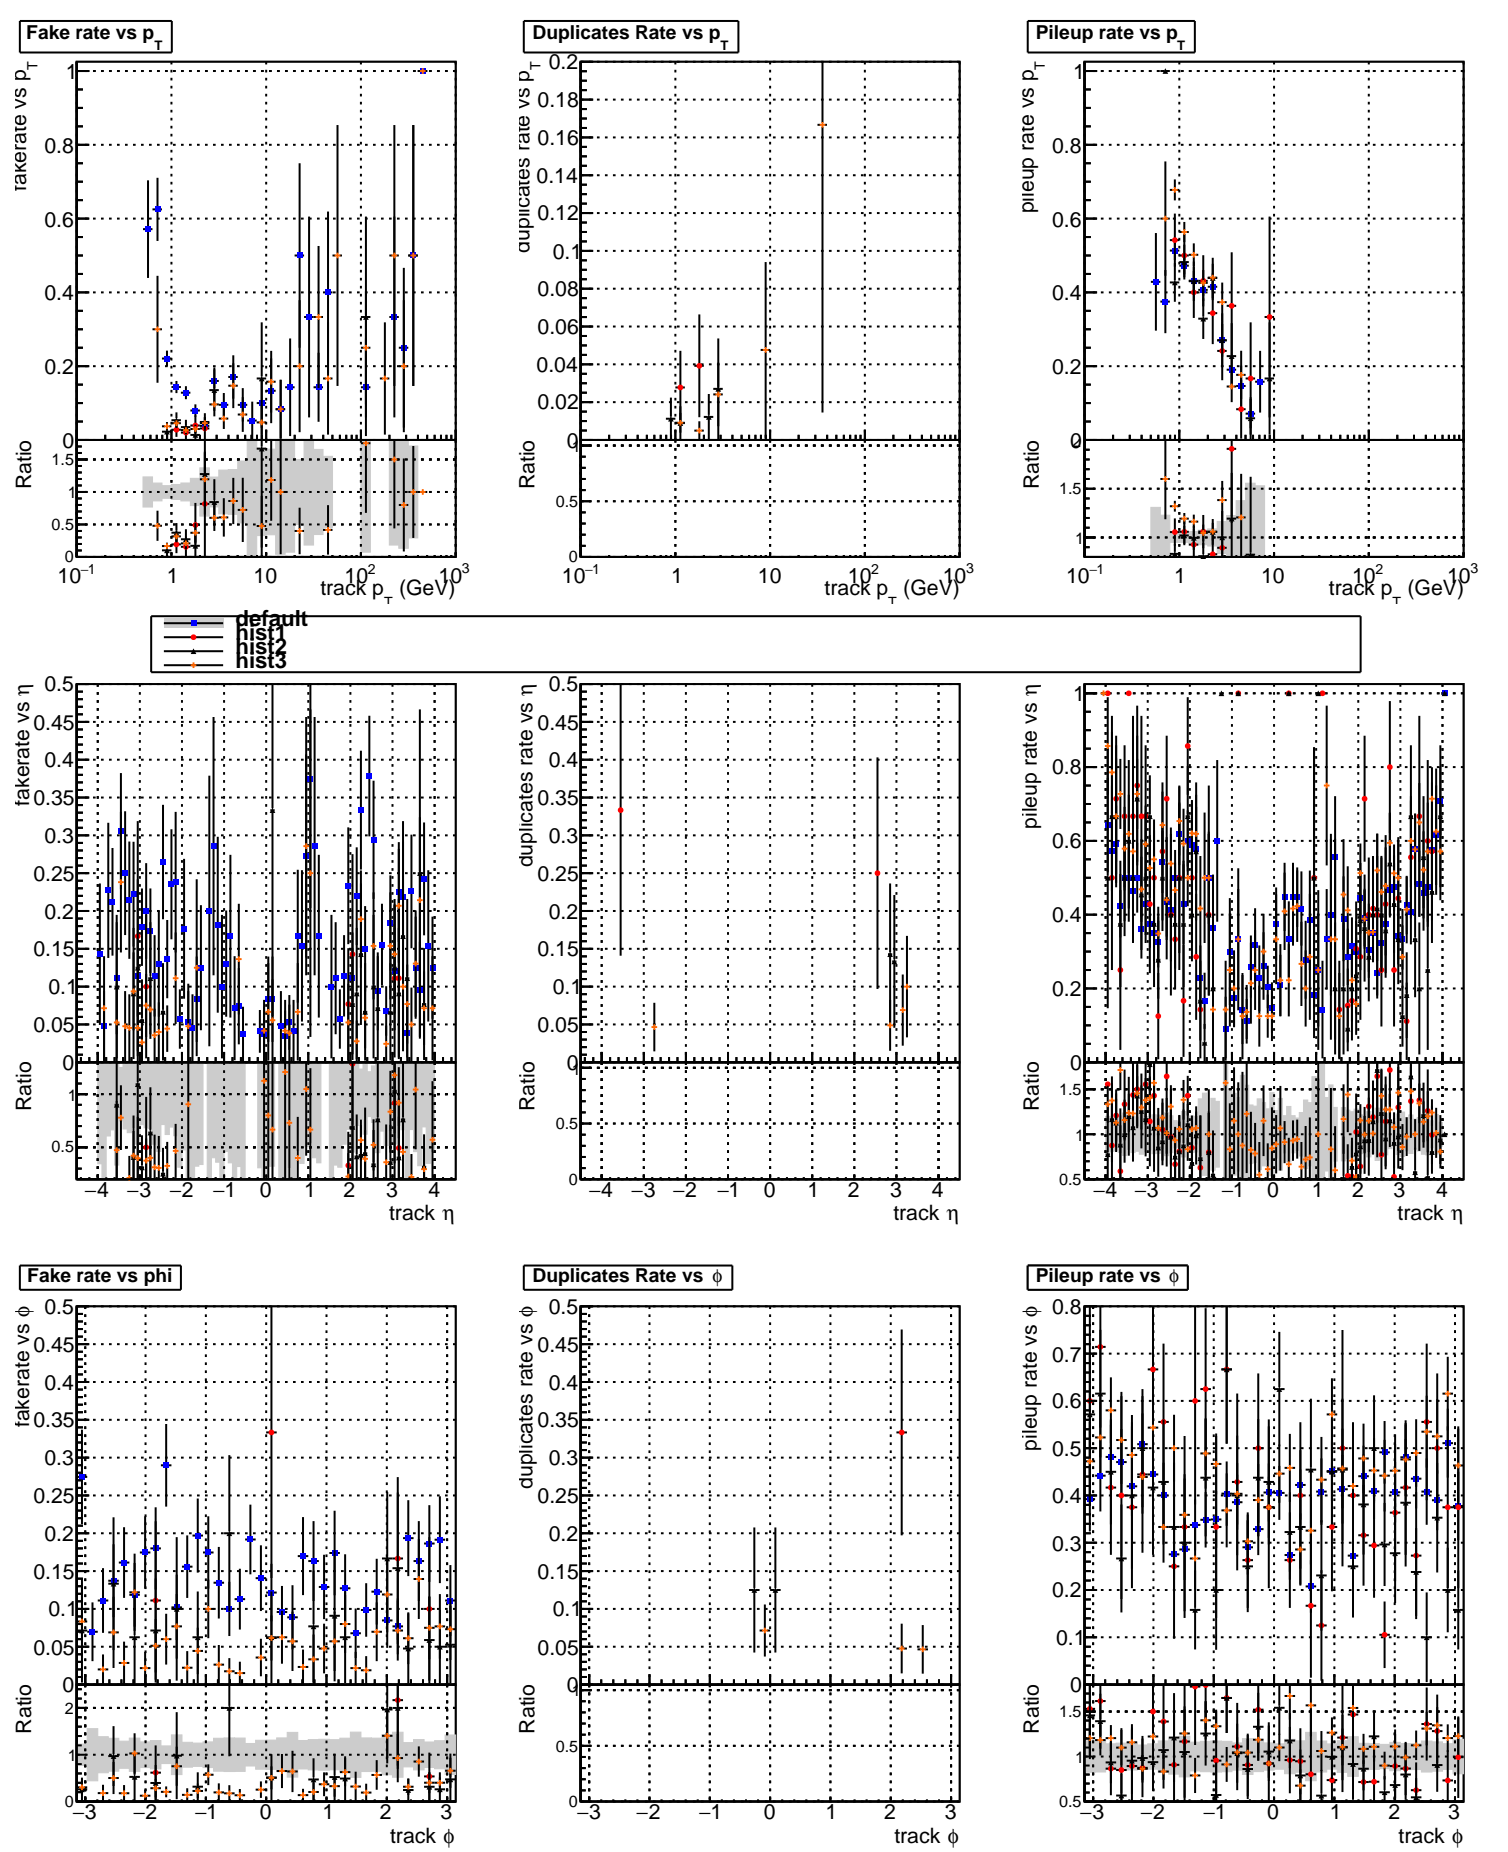 Fake rate vs p_T
Duplicates Rate vs p_T
Pileup rate vs p_T
fakerate vs p_T
1
0.8
0.6
0.4
0.2
0
Ratio
1.5
1
0.5
0
10⁻¹ 1 10 10² 10³
track p_T (GeV)
duplicates rate vs p_T
0.2
0.18
0.16
0.14
0.12
0.1
0.08
0.06
0.04
0.02
0
Ratio
1
0.5
0
10⁻¹ 1 10 10² 10³
track p_T (GeV)
pileup rate vs p_T
1
0.8
0.6
0.4
0.2
0
Ratio
1.5
1
10⁻¹ 1 10 10² 10³
track p_T (GeV)
default
hist1
hist2
hist3
fakerate vs η
0.5
0.45
0.4
0.35
0.3
0.25
0.2
0.15
0.1
0.05
0
Ratio
1
0.5
−4 −3 −2 −1 0 1 2 3 4
track η
duplicates rate vs η
0.5
0.45
0.4
0.35
0.3
0.25
0.2
0.15
0.1
0.05
0
Ratio
1
0.5
0
−4 −3 −2 −1 0 1 2 3 4
track η
pileup rate vs η
1
0.8
0.6
0.4
0.2
0
Ratio
1.5
1
0.5
−4 −3 −2 −1 0 1 2 3 4
track η
Fake rate vs phi
Duplicates Rate vs ϕ
Pileup rate vs ϕ
fakerate vs ϕ
0.5
0.45
0.4
0.35
0.3
0.25
0.2
0.15
0.1
0.05
0
Ratio
2
1
0
−3 −2 −1 0 1 2 3
track ϕ
duplicates rate vs ϕ
0.5
0.45
0.4
0.35
0.3
0.25
0.2
0.15
0.1
0.05
0
Ratio
1
0.5
0
−3 −2 −1 0 1 2 3
track ϕ
pileup rate vs ϕ
0.8
0.7
0.6
0.5
0.4
0.3
0.2
0.1
0
Ratio
1.5
1
0.5
−3 −2 −1 0 1 2 3
track ϕ